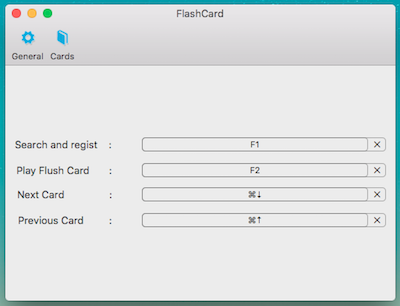 FlashCard
General Cards
Search and regist : F1 ×
Play Flush Card : F2 ×
Next Card : ⌘↓ ×
Previous Card : ⌘↑ ×